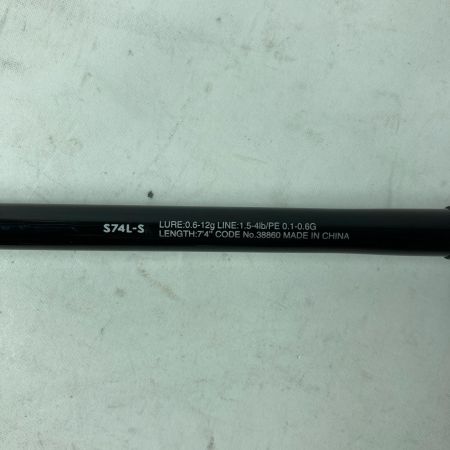 S74L-S
LURE:0.6-12g LINE:1.5-4lb/PE 0.1-0.6G
LENGTH:7'4" CODE No.38860 MADE IN CHINA